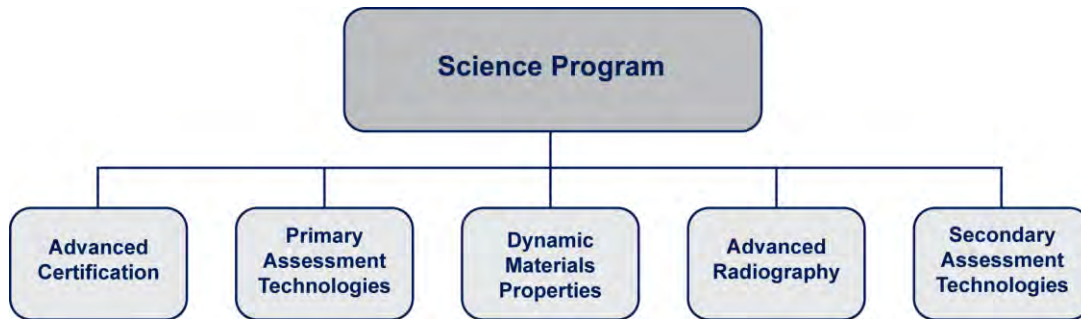 Science Program
Advanced
Certification
Primary
Assessment
Technologies
Dynamic
Materials
Properties
Advanced
Radiography
Secondary
Assessment
Technologies